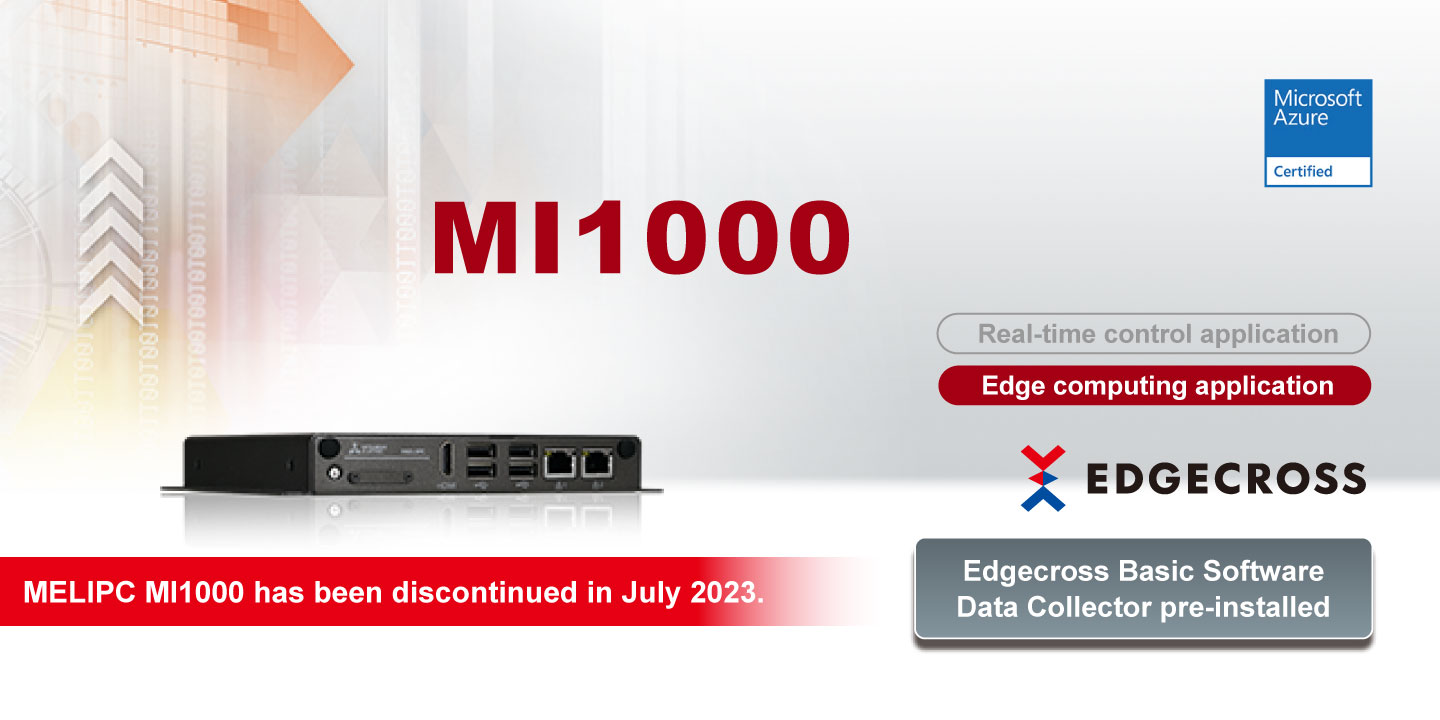 Microsoft
Azure
Certified
MI1000
Real-time control application
Edge computing application
EDGECROSS
MELIPC MI1000 has been discontinued in July 2023.
Edgecross Basic Software
Data Collector pre-installed